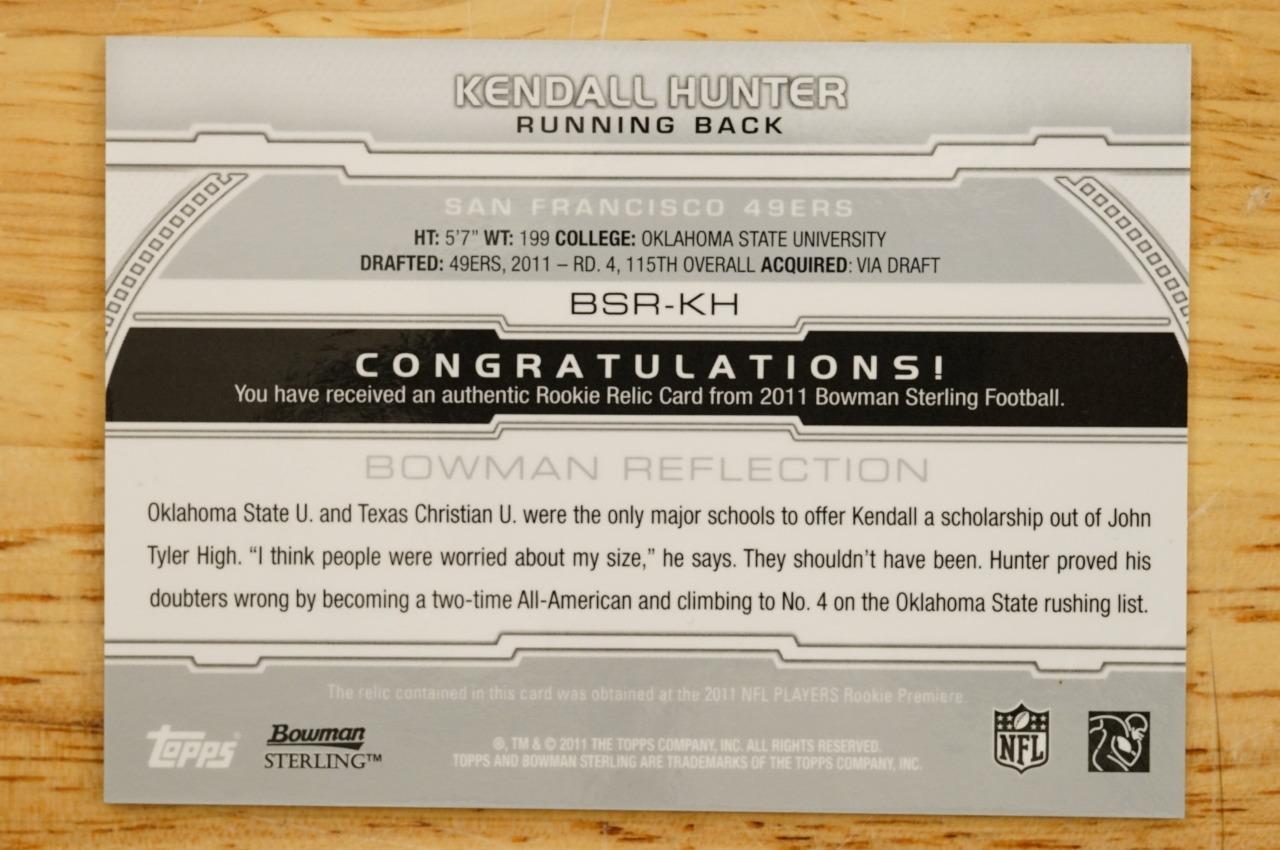 KENDALL HUNTER
RUNNING BACK
SAN FRANCISCO 49ERS
HT: 5'7" WT: 199 COLLEGE: OKLAHOMA STATE UNIVERSITY
DRAFTED: 49ERS, 2011 – RD. 4, 115TH OVERALL ACQUIRED: VIA DRAFT
BSR-KH
CONGRATULATIONS!
You have received an authentic Rookie Relic Card from 2011 Bowman Sterling Football.
BOWMAN REFLECTION
Oklahoma State U. and Texas Christian U. were the only major schools to offer Kendall a scholarship out of John
Tyler High. “I think people were worried about my size,” he says. They shouldn’t have been. Hunter proved his
doubters wrong by becoming a two-time All-American and climbing to No. 4 on the Oklahoma State rushing list.
The relic contained in this card was obtained at the 2011 NFL PLAYERS Rookie Premiere.
topps®
Bowman
STERLING™
®, TM & © 2011 THE TOPPS COMPANY, INC. ALL RIGHTS RESERVED.
TOPPS AND BOWMAN STERLING ARE TRADEMARKS OF THE TOPPS COMPANY, INC.
NFL